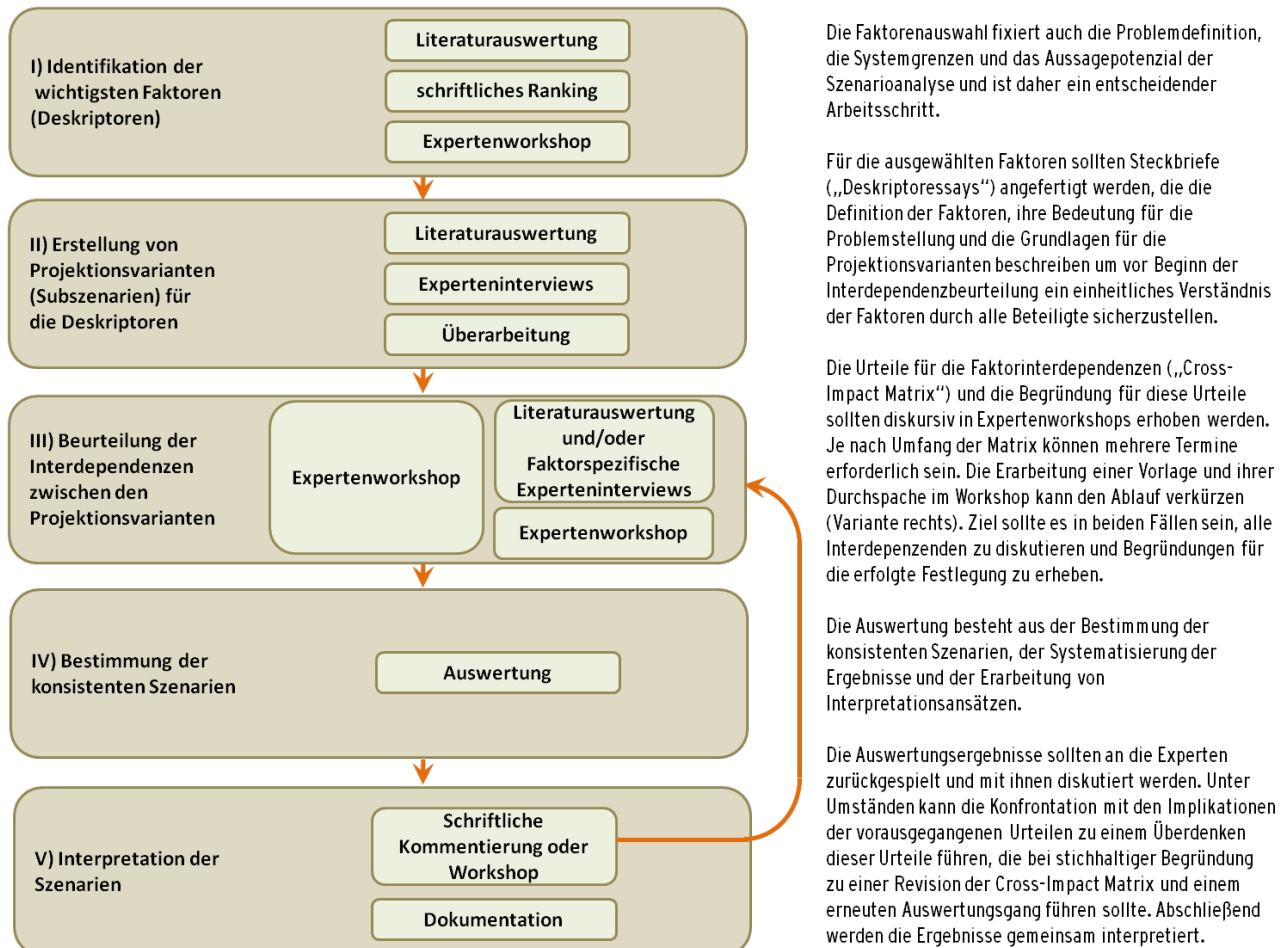 I) Identifikation der
wichtigsten Faktoren
(Deskriptoren)
Literaturauswertung
schriftliches Ranking
Expertenworkshop
Die Faktorenauswahl fixiert auch die Problemdefinition,
die Systemgrenzen und das Aussagepotenzial der
Szenarioanalyse und ist daher ein entscheidender
Arbeitsschritt.
II) Erstellung von
Projektionsvarianten
(Subszenarien) für
die Deskriptoren
Literaturauswertung
Experteninterviews
Überarbeitung
Für die ausgewählten Faktoren sollten Steckbriefe
(„Deskriptoressays“) angefertigt werden, die die
Definition der Faktoren, ihre Bedeutung für die
Problemstellung und die Grundlagen für die
Projektionsvarianten beschreiben um vor Beginn der
Interdependenzbeurteilung ein einheitliches Verständnis
der Faktoren durch alle Beteiligte sicherzustellen.
III) Beurteilung der
Interdependenzen
zwischen den
Projektionsvarianten
Expertenworkshop
Literaturauswertung
und/oder
Faktorspezifische
Experteninterviews
Expertenworkshop
Die Urteile für die Faktorinterdependenzen („Cross-
Impact Matrix“) und die Begründung für diese Urteile
sollten diskursiv in Expertenworkshops erhoben werden.
Je nach Umfang der Matrix können mehrere Termine
erforderlich sein. Die Erarbeitung einer Vorlage und ihrer
Durchspache im Workshop kann den Ablauf verkürzen
(Variante rechts). Ziel sollte es in beiden Fällen sein, alle
Interdepenzenden zu diskutieren und Begründungen für
die erfolgte Festlegung zu erheben.
IV) Bestimmung der
konsistenten Szenarien
Auswertung
Die Auswertung besteht aus der Bestimmung der
konsistenten Szenarien, der Systematisierung der
Ergebnisse und der Erarbeitung von
Interpretationsansätzen.
V) Interpretation der
Szenarien
Schriftliche
Kommentierung oder
Workshop
Dokumentation
Die Auswertungsergebnisse sollten an die Experten
zurückgespielt und mit ihnen diskutiert werden. Unter
Umständen kann die Konfrontation mit den Implikationen
der vorausgegangenen Urteilen zu einem Überdenken
dieser Urteile führen, die bei stichhaltiger Begründung
zu einer Revision der Cross-Impact Matrix und einem
erneuten Auswertungsgang führen sollte. Abschließend
werden die Ergebnisse gemeinsam interpretiert.